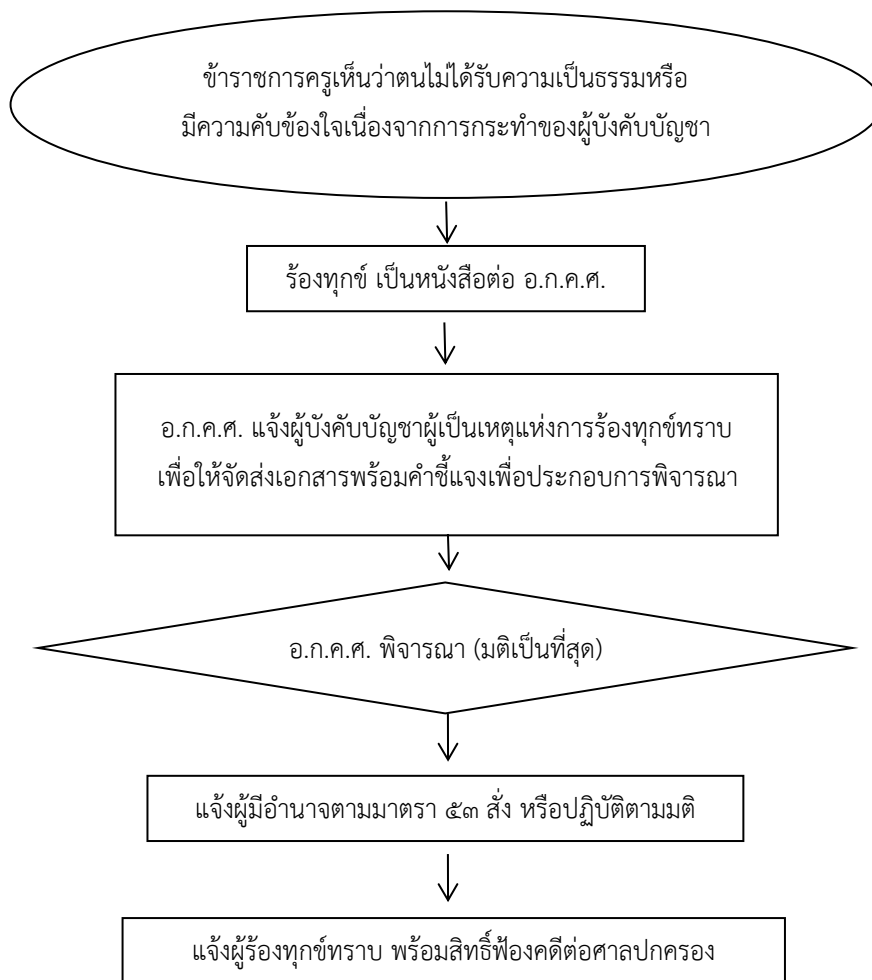 ข้าราชการครูเห็นว่าตนไม่ได้รับความเป็นธรรมหรือ
มีความคับข้องใจเนื่องจากการกระทำของผู้บังคับบัญชา
ร้องทุกข์ เป็นหนังสือต่อ อ.ก.ค.ศ.
อ.ก.ค.ศ. แจ้งผู้บังคับบัญชาผู้เป็นเหตุแห่งการร้องทุกข์ทราบ
เพื่อให้จัดส่งเอกสารพร้อมคำชี้แจงเพื่อประกอบการพิจารณา
อ.ก.ค.ศ. พิจารณา (มติเป็นที่สุด)
แจ้งผู้มีอำนาจตามมาตรา ๕๓ สั่ง หรือปฏิบัติตามมติ
แจ้งผู้ร้องทุกข์ทราบ พร้อมสิทธิ์ฟ้องคดีต่อศาลปกครอง